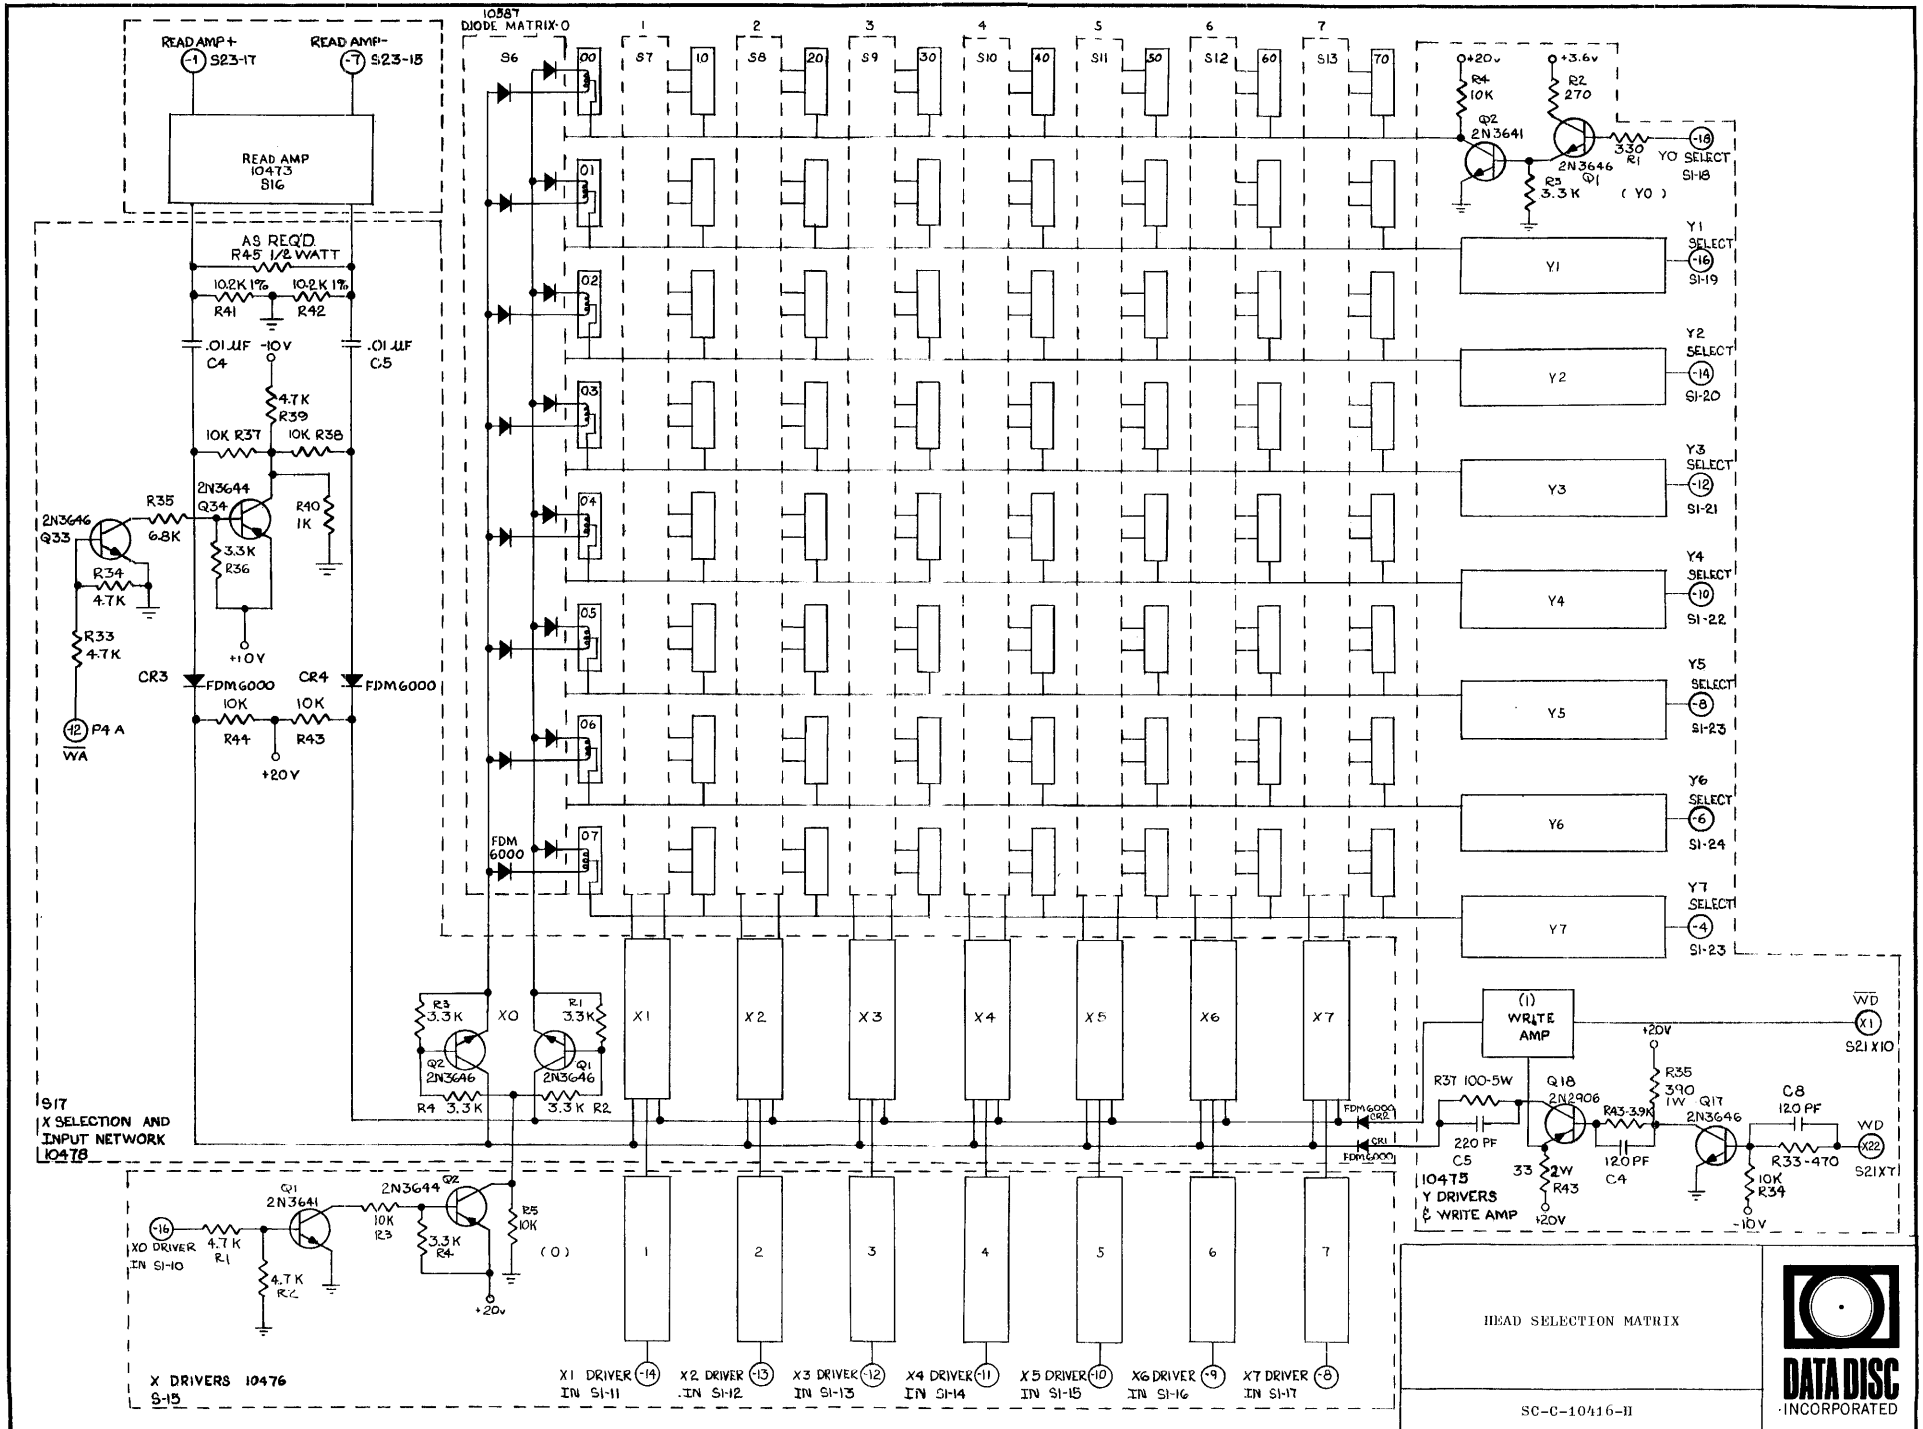 READ AMP+
-1 S23-17
READ AMP-
-7 S23-15
READ AMP
10473
S16
10587
DIODE MATRIX-0
1
2
3
4
5
6
7
S6
00
S7
10
S8
20
S9
30
S10
40
S11
50
S12
60
S13
70
01
02
03
04
05
06
07
FDM
6000
+20v
R4
10K
Q2
2N3641
+3.6v
R2
270
2N3646
Q1
330
R1
R3
3.3K
(YO)
-18
YO SELECT
S1-18
Y1
Y1
SELECT
-16
S1-19
Y2
Y2
SELECT
-14
S1-20
Y3
Y3
SELECT
-12
S1-21
Y4
Y4
SELECT
-10
S1-22
Y5
Y5
SELECT
-8
S1-23
Y6
Y6
SELECT
-6
S1-24
Y7
Y7
SELECT
-4
S1-23
AS REQ'D.
R45 1/2 WATT
10.2K 1%
R41
10.2K 1%
R42
.01 UF
C4
-10V
.01 UF
C5
4.7K
R39
10K R37
10K R38
2N3644
Q34
R40
1K
R35
6.8K
2N3646
Q33
3.3K
R36
R34
4.7K
R33
4.7K
+10V
CR3
FDM6000
CR4
FDM6000
10K
R44
10K
R43
+20V
-12 P4 A
WA
R3
3.3K
XO
R1
3.3K
Q2
2N3646
Q1
2N3646
R4 3.3K
3.3K R2
X1
X2
X3
X4
X5
X6
X7
FDM6000
CR2
CR1
FDM6000
S17
X SELECTION AND
INPUT NETWORK
10478
(1)
WRITE
AMP
WD
X1
S21X10
+20V
R35
390
1W
R37 100-5W
Q18
2N2906
R43-3.9K
Q17
2N3646
C8
120 PF
WD
X22
S21X7
220 PF
C5
120PF
C4
R33-470
33 2W
R43
+20V
10K
R34
-10V
10475
Y DRIVERS
& WRITE AMP
-16
XO DRIVER
IN S1-10
4.7K
R1
4.7K
R2
Q1
2N3641
2N3644
Q2
10K
R3
3.3K
R4
+20v
R5
10K
(0)
1
2
3
4
5
6
7
X DRIVERS 10476
S-15
X1 DRIVER -14
IN S1-11
X2 DRIVER -13
IN S1-12
X3 DRIVER -12
IN S1-13
X4 DRIVER -11
IN S1-14
X5 DRIVER -10
IN S1-15
X6 DRIVER -9
IN S1-16
X7 DRIVER -8
IN S1-17
HEAD SELECTION MATRIX
SC-C-10416-H
DATA DISC
INCORPORATED